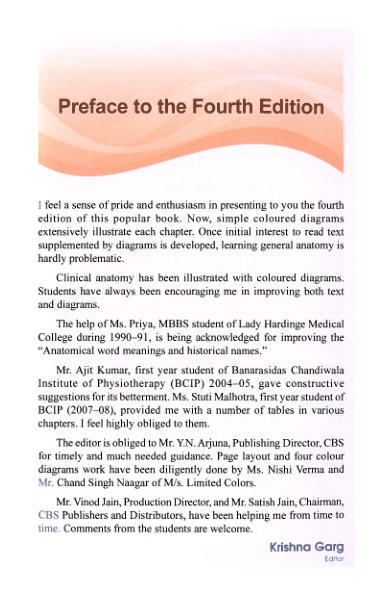 Preface to the Fourth Edition
I feel a sense of pride and enthusiasm in presenting to you the fourth
edition of this popular book. Now, simple coloured diagrams
extensively illustrate each chapter. Once initial interest to read text
supplemented by diagrams is developed, learning general anatomy is
hardly problematic.
Clinical anatomy has been illustrated with coloured diagrams.
Students have always been encouraging me in improving both text
and diagrams.
The help of Ms. Priya, MBBS student of Lady Hardinge Medical
College during 1990–91, is being acknowledged for improving the
“Anatomical word meanings and historical names.”
Mr. Ajit Kumar, first year student of Banarasidas Chandiwala
Institute of Physiotherapy (BCIP) 2004–05, gave constructive
suggestions for its betterment. Ms. Stuti Malhotra, first year student of
BCIP (2007–08), provided me with a number of tables in various
chapters. I feel highly obliged to them.
The editor is obliged to Mr. Y.N. Arjuna, Publishing Director, CBS
for timely and much needed guidance. Page layout and four colour
diagrams work have been diligently done by Ms. Nishi Verma and
Mr. Chand Singh Naagar of M/s. Limited Colors.
Mr. Vinod Jain, Production Director, and Mr. Satish Jain, Chairman,
CBS Publishers and Distributors, have been helping me from time to
time. Comments from the students are welcome.
Krishna Garg
Editor